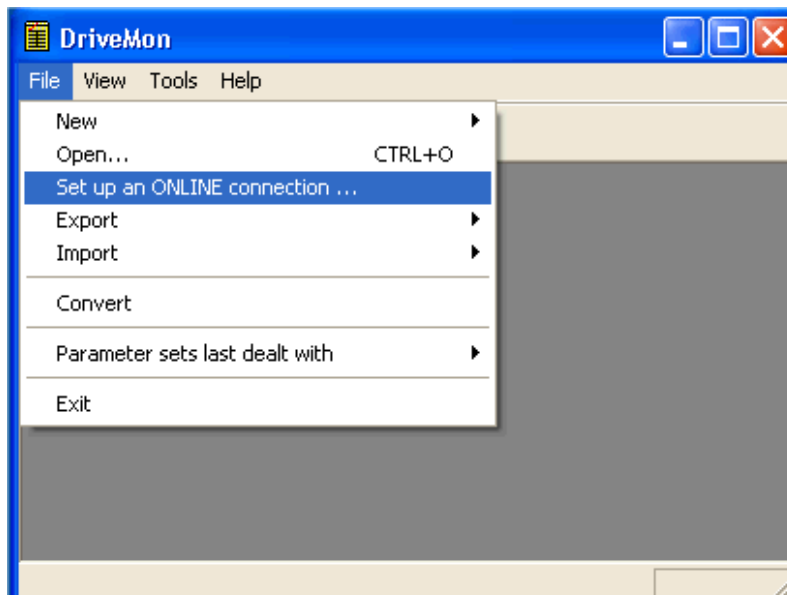 DriveMon
File View Tools Help
New
Open... CTRL+O
Set up an ONLINE connection ...
Export
Import
Convert
Parameter sets last dealt with
Exit